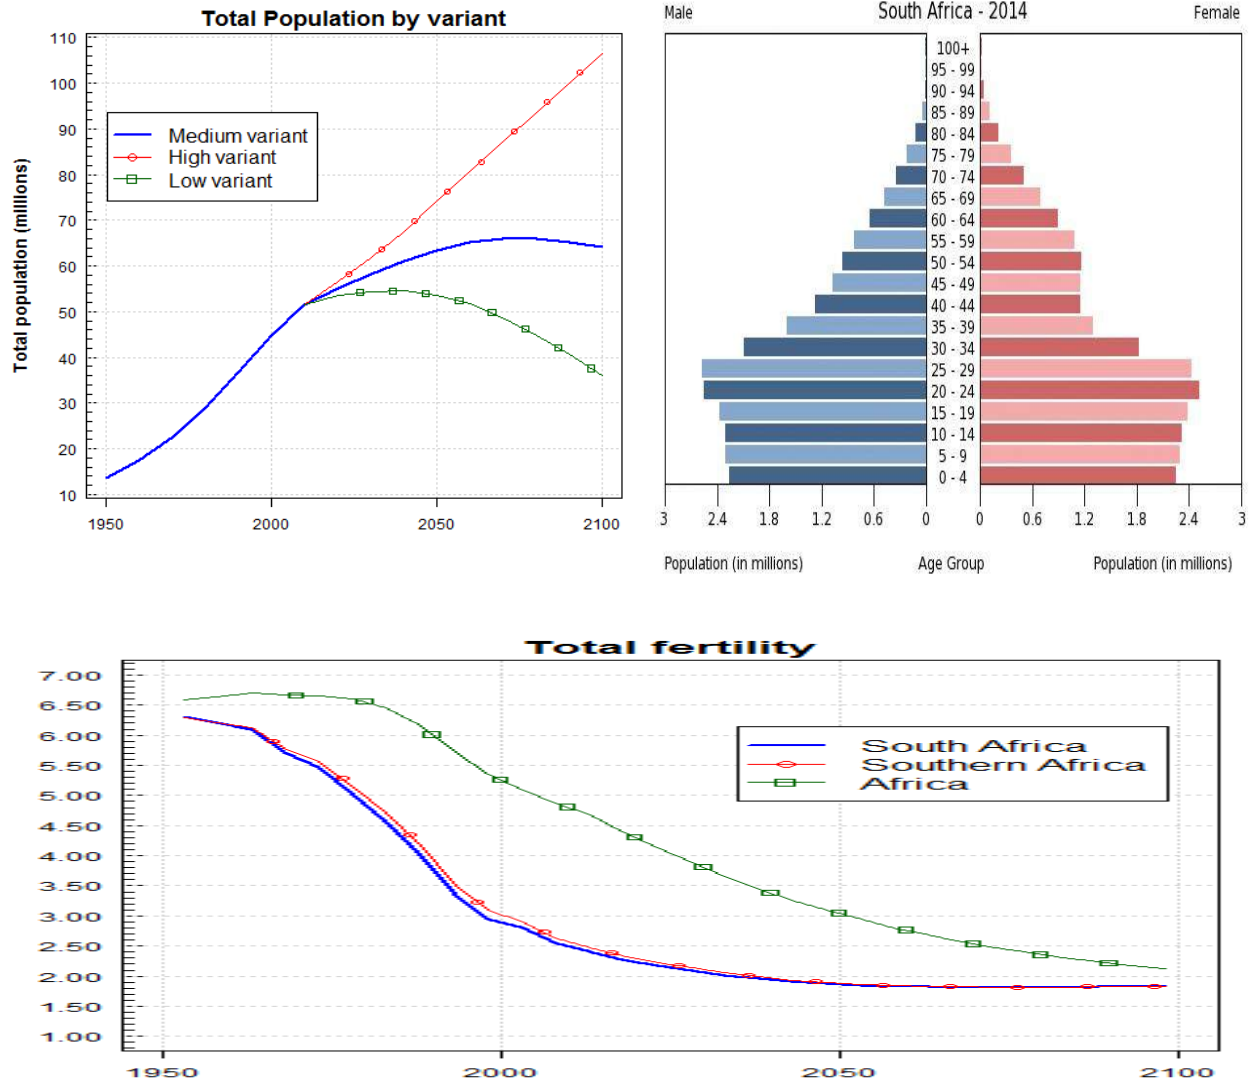 Total Population by variant
110
100
90
80
70
60
50
40
30
20
10
Total population (millions)
Medium variant
High variant
Low variant
1950 2000 2050 2100
Male South Africa - 2014 Female
100+
95 - 99
90 - 94
85 - 89
80 - 84
75 - 79
70 - 74
65 - 69
60 - 64
55 - 59
50 - 54
45 - 49
40 - 44
35 - 39
30 - 34
25 - 29
20 - 24
15 - 19
10 - 14
5 - 9
0 - 4
3 2.4 1.8 1.2 0.6 0 0 0.6 1.2 1.8 2.4 3
Population (in millions) Age Group Population (in millions)
Total fertility
7.00
6.50
6.00
5.50
5.00
4.50
4.00
3.50
3.00
2.50
2.00
1.50
1.00
South Africa
Southern Africa
Africa
1950 2000 2050 2100